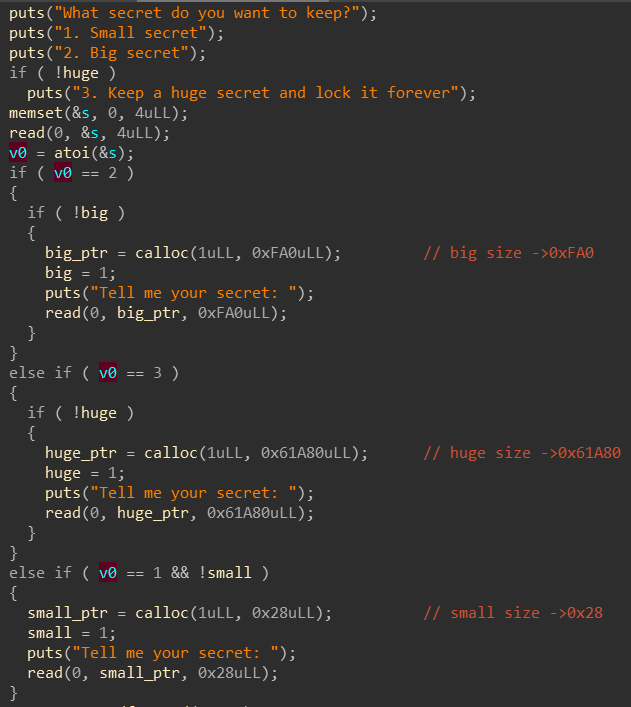 puts("What secret do you want to keep?");
puts("1. Small secret");
puts("2. Big secret");
if ( !huge )
  puts("3. Keep a huge secret and lock it forever");
memset(&s, 0, 4uLL);
read(0, &s, 4uLL);
v0 = atoi(&s);
if ( v0 == 2 )
{
  if ( !big )
  {
    big_ptr = calloc(1uLL, 0xFA0uLL);         // big size ->0xFA0
    big = 1;
    puts("Tell me your secret: ");
    read(0, big_ptr, 0xFA0uLL);
  }
}
else if ( v0 == 3 )
{
  if ( !huge )
  {
    huge_ptr = calloc(1uLL, 0x61A80uLL);      // huge size ->0x61A80
    huge = 1;
    puts("Tell me your secret: ");
    read(0, huge_ptr, 0x61A80uLL);
  }
}
else if ( v0 == 1 && !small )
{
  small_ptr = calloc(1uLL, 0x28uLL);          // small size ->0x28
  small = 1;
  puts("Tell me your secret: ");
  read(0, small_ptr, 0x28uLL);
}